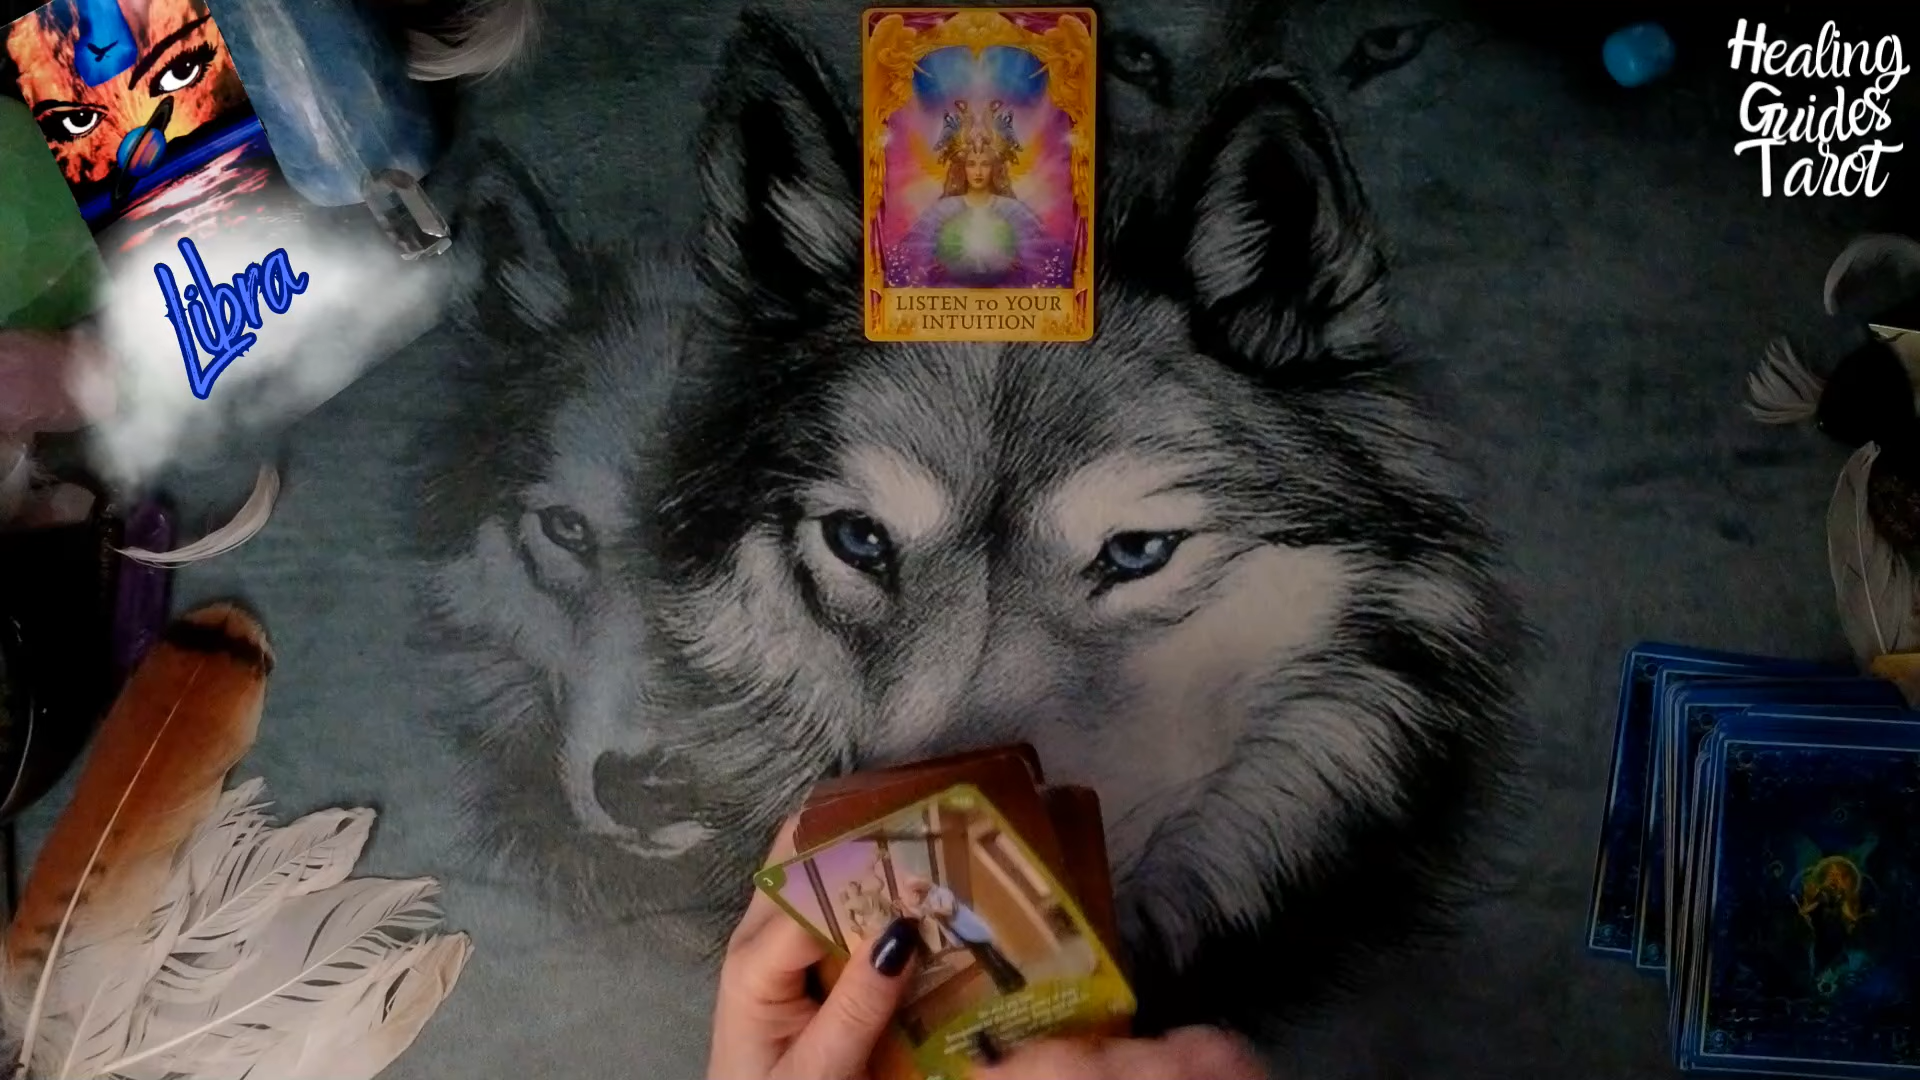 Healing
Guides
Tarot
LISTEN TO YOUR
INTUITION
Libra